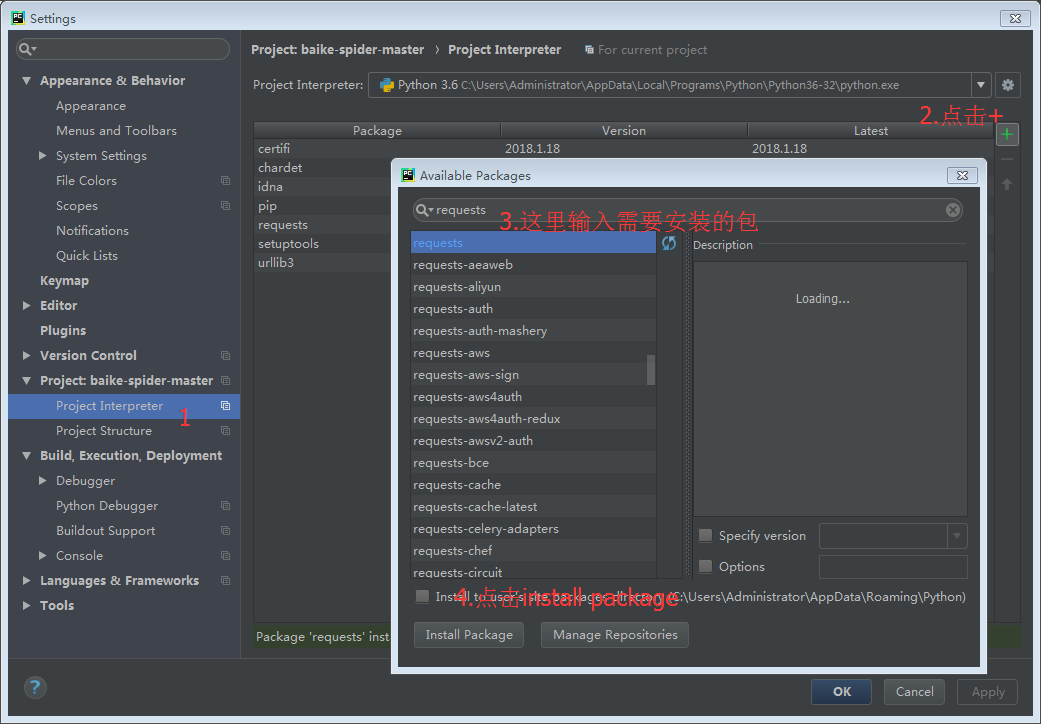 Settings
Project: baike-spider-master › Project Interpreter For current project
Appearance & Behavior
Appearance
Menus and Toolbars
System Settings
File Colors
Scopes
Notifications
Quick Lists
Keymap
Editor
Plugins
Version Control
Project: baike-spider-master
Project Interpreter
1
Project Structure
Build, Execution, Deployment
Debugger
Python Debugger
Buildout Support
Console
Languages & Frameworks
Tools
Project Interpreter: Python 3.6 C:\Users\Administrator\AppData\Local\Programs\Python\Python36-32\python.exe
2.点击+
Package Version Latest
certifi 2018.1.18 2018.1.18
chardet
idna
pip
requests
setuptools
urllib3
Package 'requests' inst
Available Packages
requests
3.这里输入需要安装的包
requests
requests-aeaweb
requests-aliyun
requests-auth
requests-auth-mashery
requests-aws
requests-aws-sign
requests-aws4auth
requests-aws4auth-redux
requests-awsv2-auth
requests-bce
requests-cache
requests-cache-latest
requests-celery-adapters
requests-chef
requests-circuit
Description
Loading...
Specify version
Options
Install to user's site packages directory (C:\Users\Administrator\AppData\Roaming\Python)
4.点击install package
Install Package Manage Repositories
? OK Cancel Apply